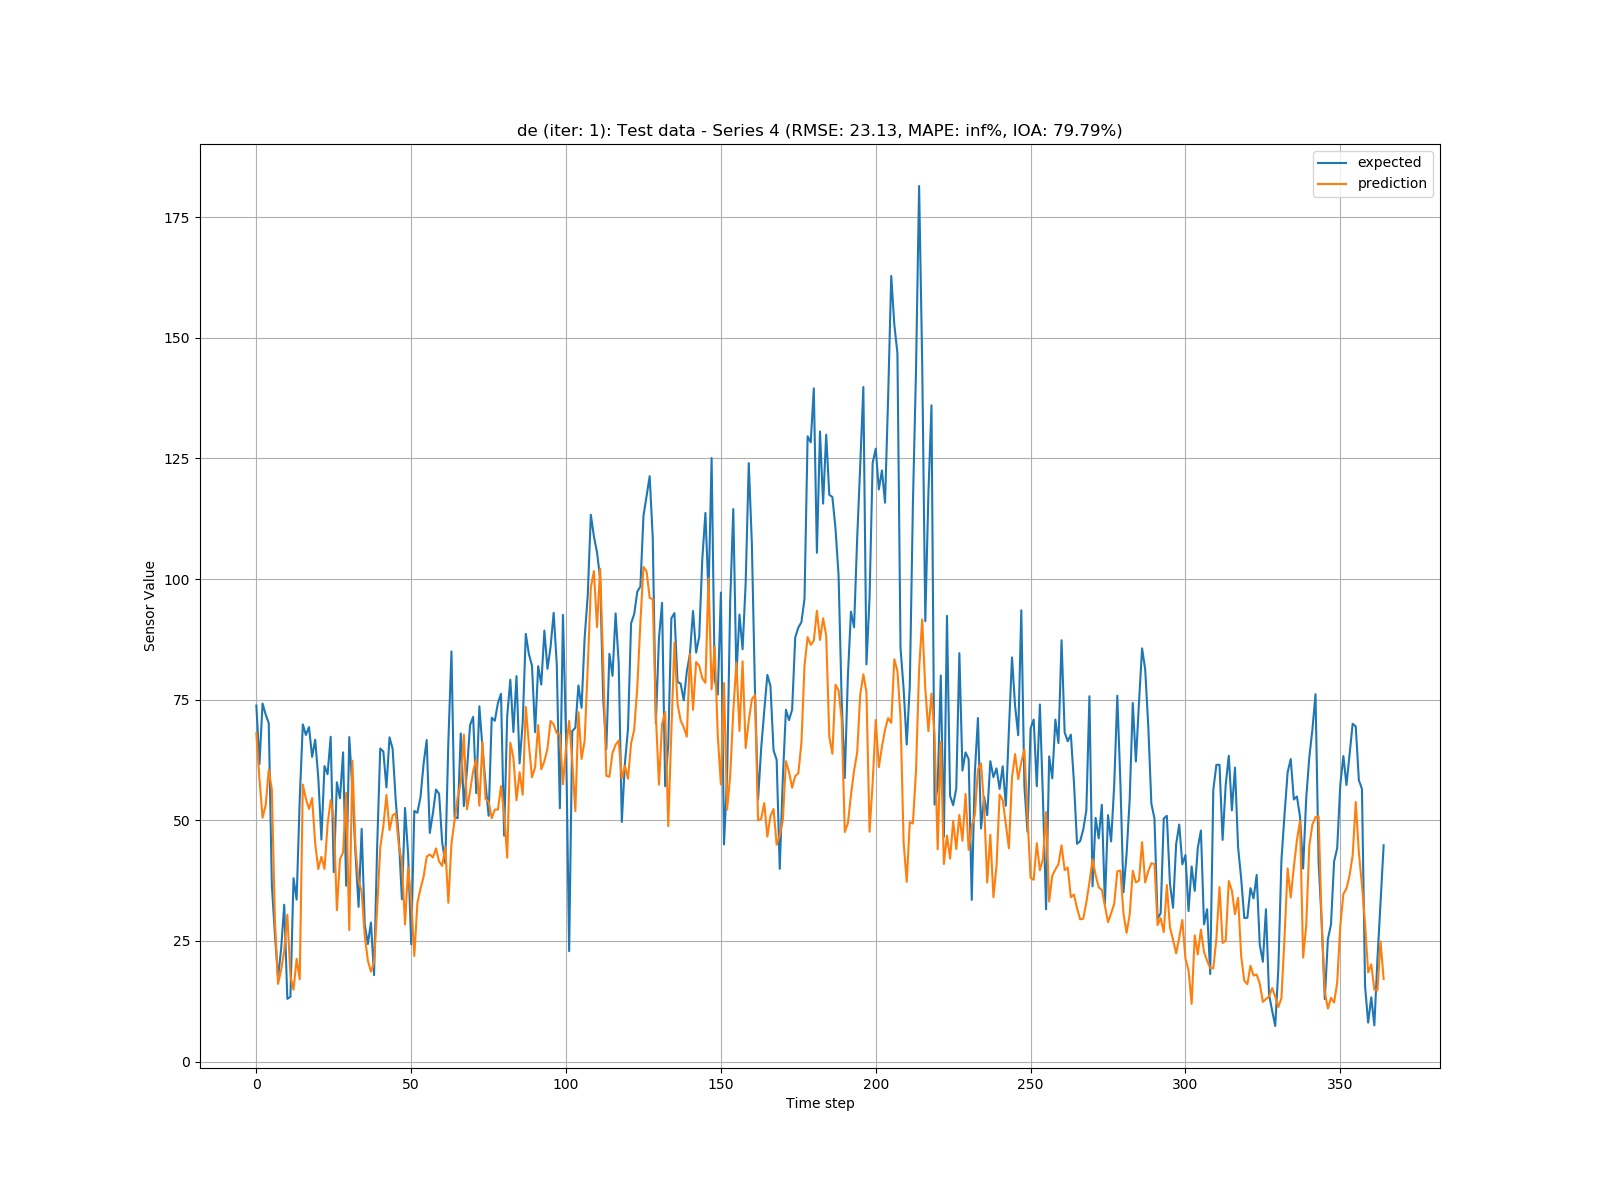 de (iter: 1): Test data - Series 4 (RMSE: 23.13, MAPE: inf%, IOA: 79.79%)
expected
prediction
175
150
125
100
75
50
25
0
Sensor Value
0 50 100 150 200 250 300 350
Time step